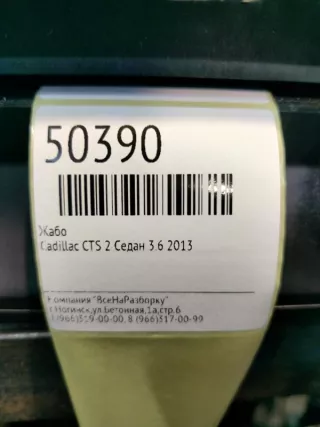 50390
Жабо
Cadillac CTS 2 Седан 3.6 2013
Компания "ВсеНаРазборку"
г.Ногинск,ул.Бетонная,1а,стр.6
8 (966)319-00-00, 8 (966)317-00-99